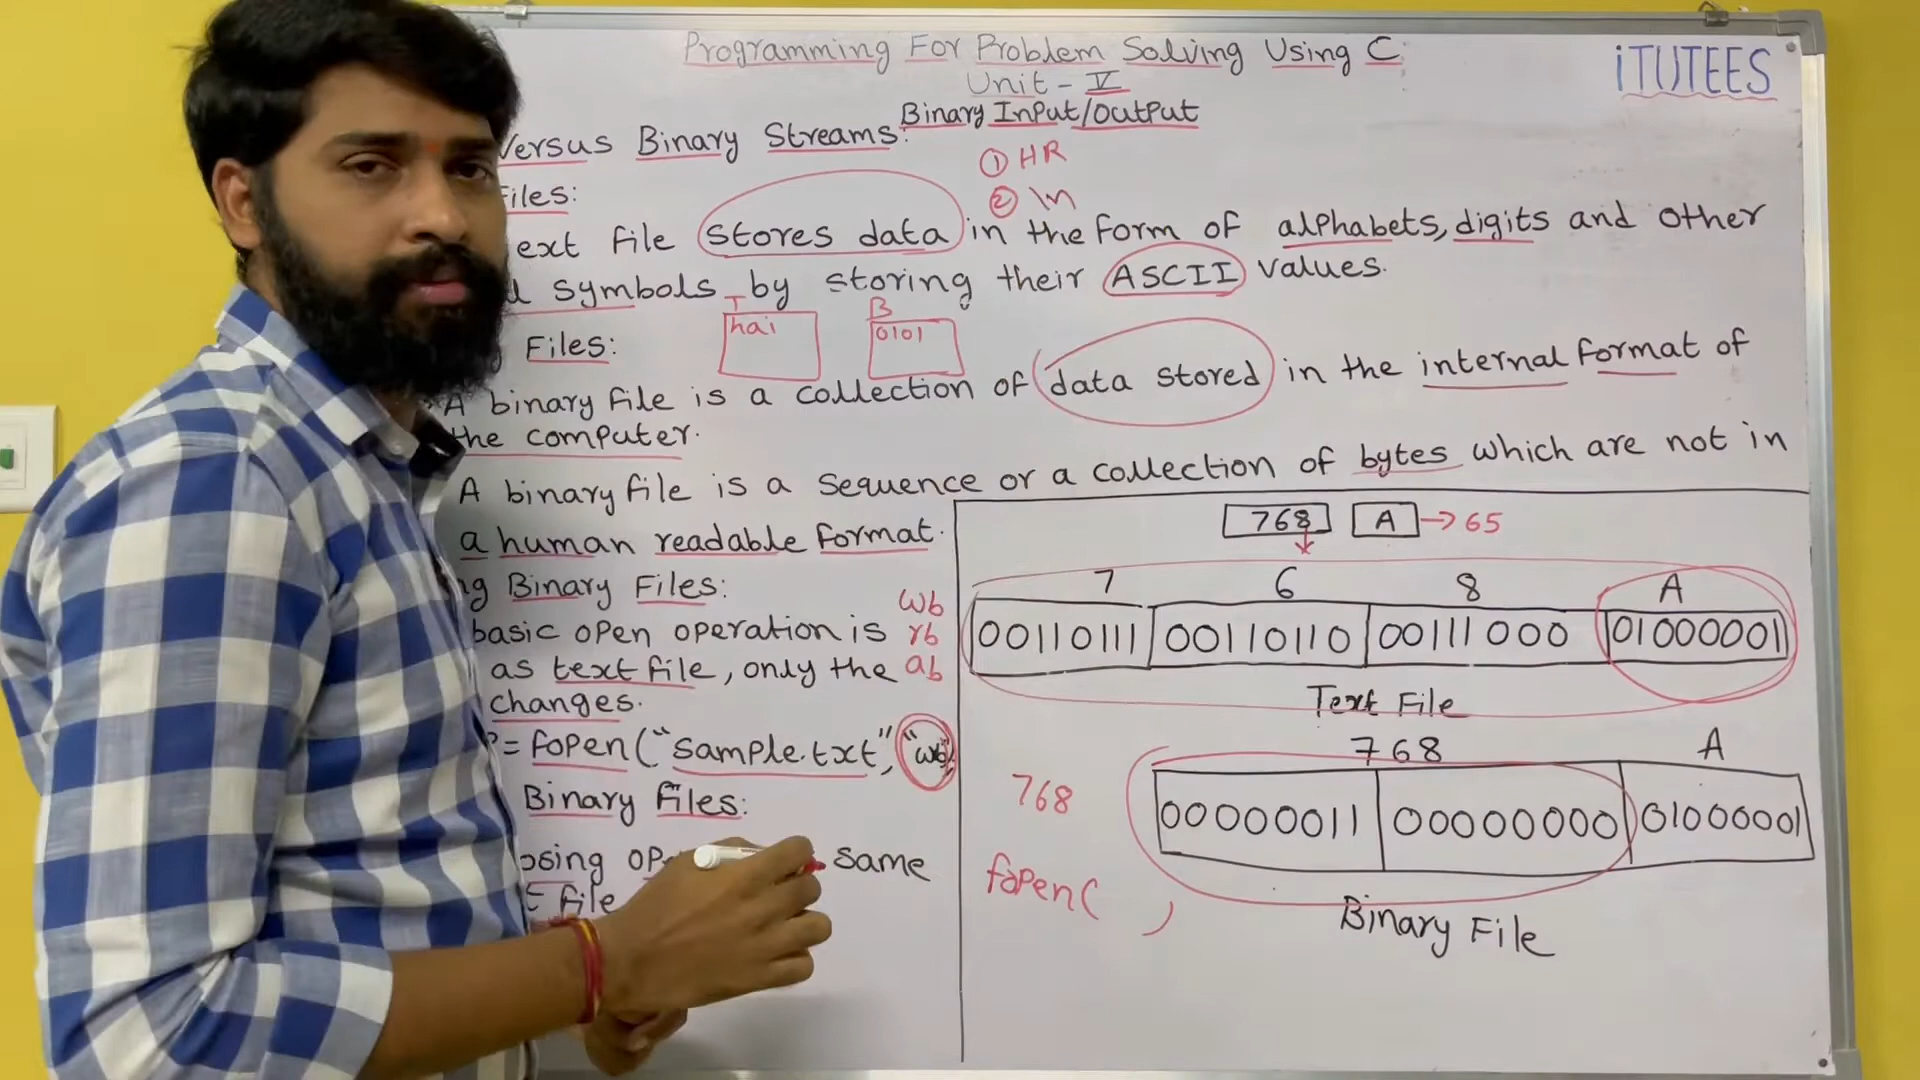 Programming For Problem Solving Using C
iTUTEES
Unit - V
Binary Input/Output
Versus Binary Streams:
① HR
② In
Files:
text file stores data in the form of alphabets, digits and other
symbols by storing their ASCII values.
T
hai
B
0101
Files:
A binary file is a collection of data stored in the internal format of
the computer.
A binary file is a sequence or a collection of bytes which are not in
a human readable format.
768 A → 65
Binary Files:
basic open operation is
as text file, only the
changes.
wb
rb
ab
7 6 8 A
00110111 00110110 00111000 01000001
Text File
= fopen("sample.txt", "wb"
768 A
00000011 00000000 01000001
Binary File
768
fopen( ,
Binary Files:
same
file